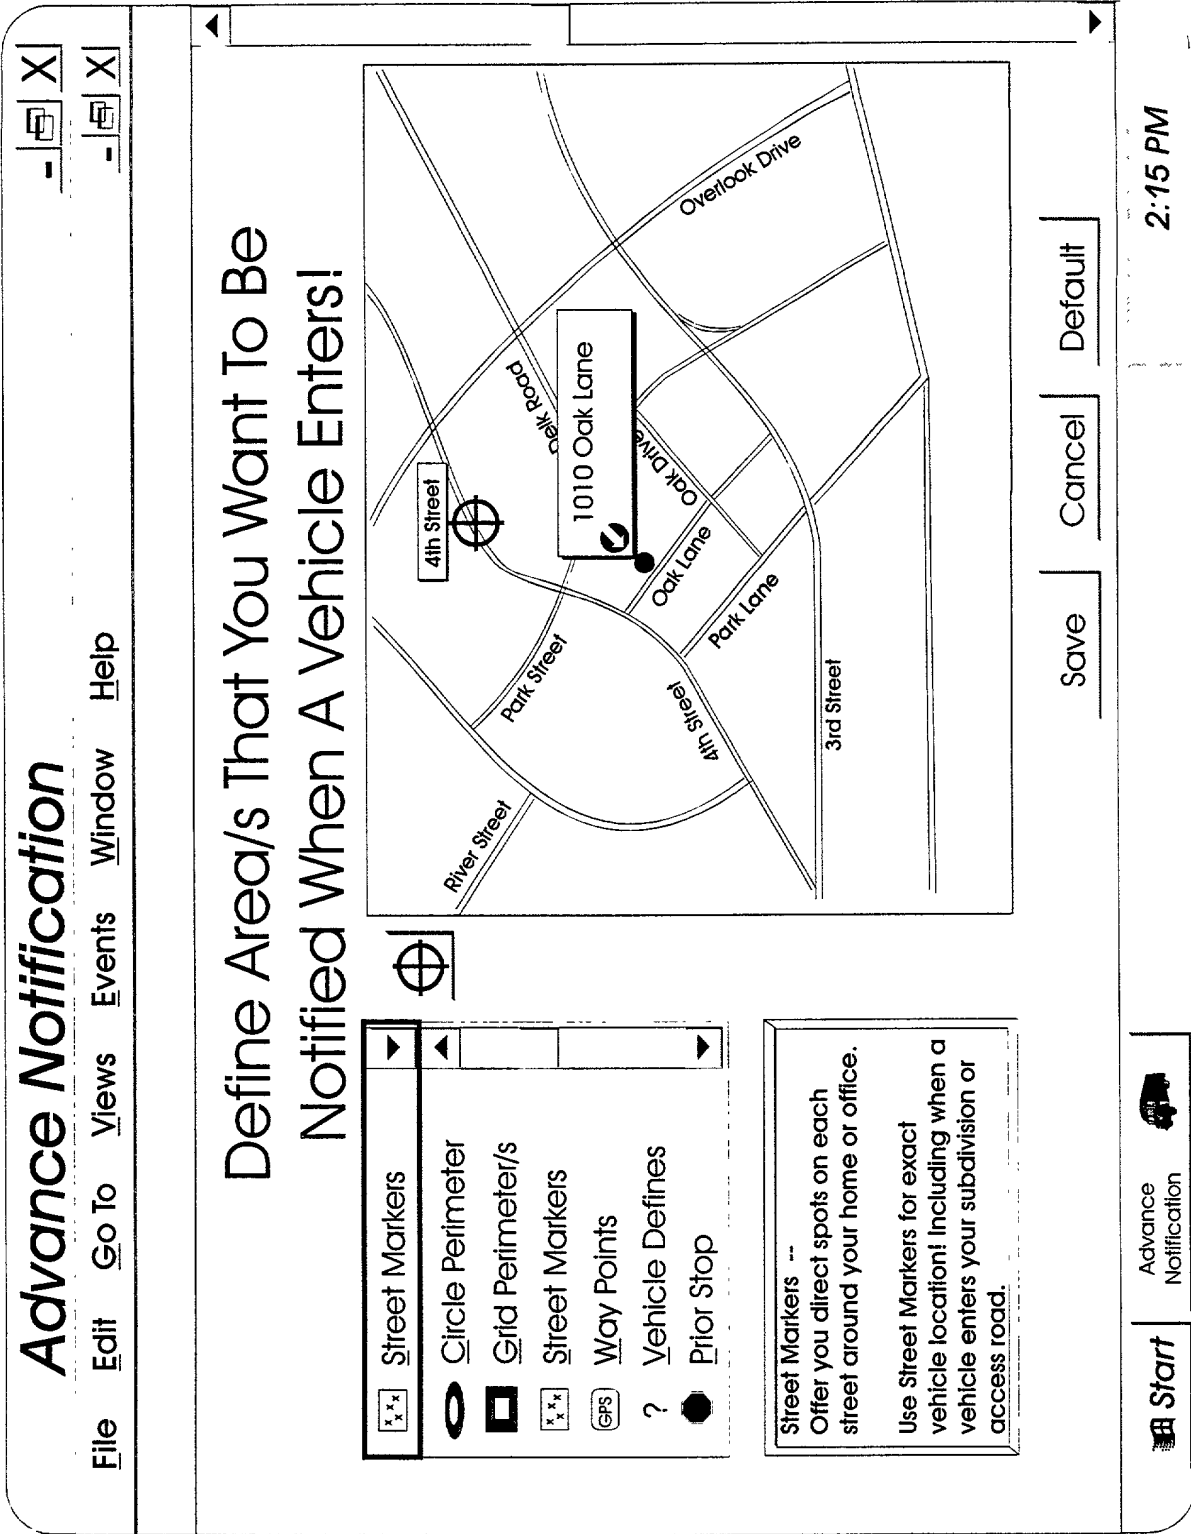 Advance Notification
File Edit Go To Views Events Window Help
Define Area/s That You Want To Be
Notified When A Vehicle Enters!
Street Markers
Circle Perimeter
Grid Perimeter/s
Street Markers
GPS Way Points
? Vehicle Defines
Prior Stop
Street Markers --
Offer you direct spots on each
street around your home or office.
Use Street Markers for exact
vehicle location! Including when a
vehicle enters your subdivision or
access road.
River Street
Park Street
4th Street
4th Street
3rd Street
Park Lane
Oak Lane
Oak Drive
1010 Oak Lane
Delk Road
Overlook Drive
Save
Cancel
Default
Start
Advance
Notification
2:15 PM